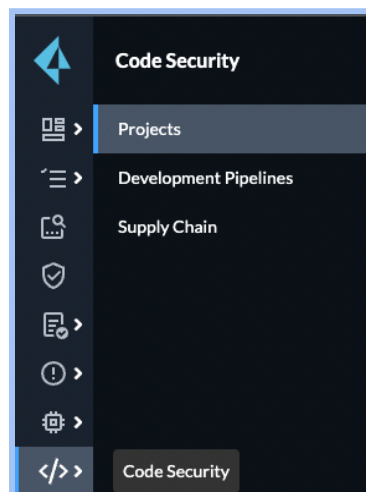 Code Security
Projects
Development Pipelines
Supply Chain
Code Security